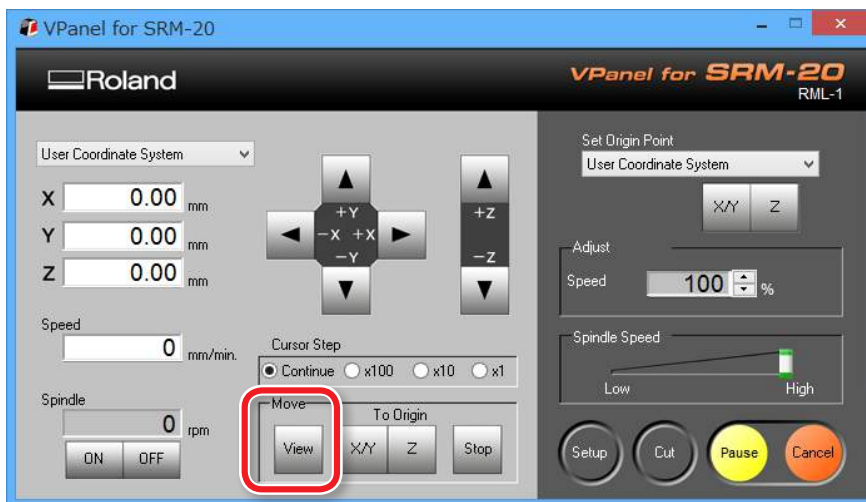 VPanel for SRM-20
Roland
VPanel for SRM-20
RML-1
User Coordinate System
X 0.00 mm
Y 0.00 mm
Z 0.00 mm
Speed
0 mm/min.
Spindle
0 rpm
ON OFF
+Y
-X +X
-Y
+Z
-Z
Cursor Step
Continue x100 x10 x1
Move
To Origin
View X/Y Z Stop
Set Origin Point
User Coordinate System
X/Y Z
Adjust
Speed 100 %
Spindle Speed
Low High
Setup Cut Pause Cancel